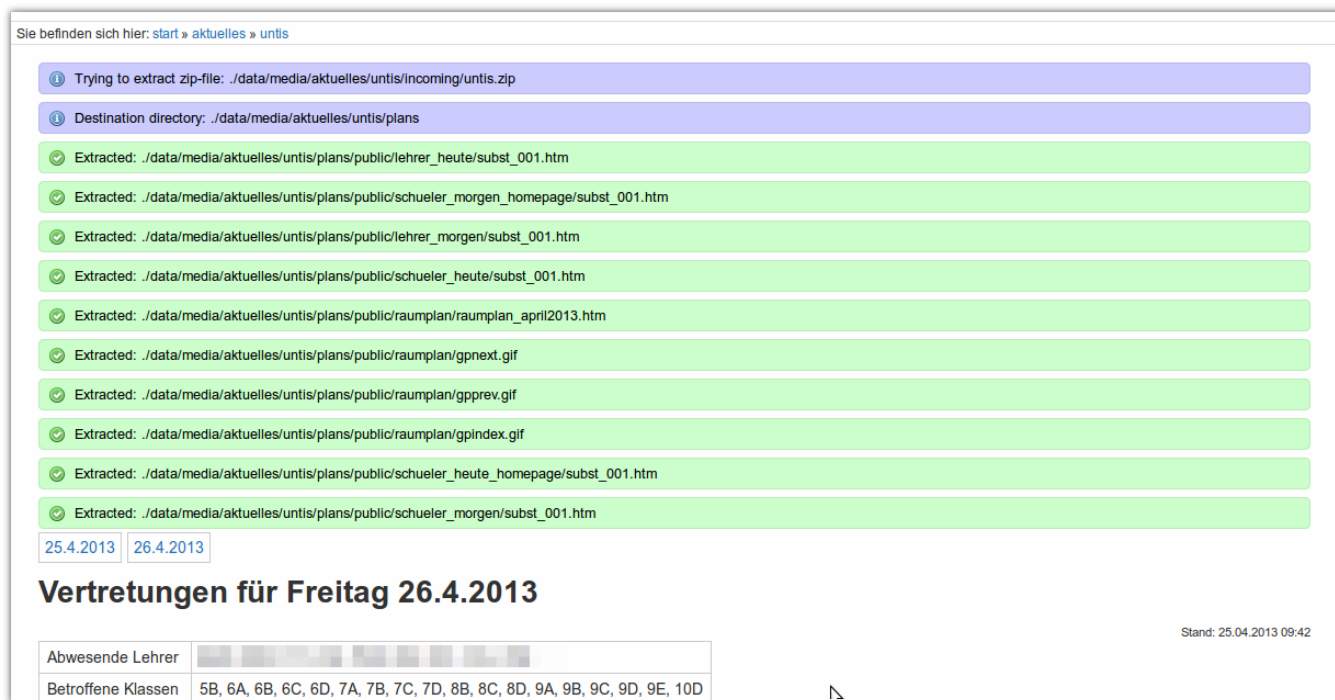 Sie befinden sich hier: start » aktuelles » untis
Trying to extract zip-file: ./data/media/aktuelles/untis/incoming/untis.zip
Destination directory: ./data/media/aktuelles/untis/plans
Extracted: ./data/media/aktuelles/untis/plans/public/lehrer_heute/subst_001.htm
Extracted: ./data/media/aktuelles/untis/plans/public/schueler_morgen_homepage/subst_001.htm
Extracted: ./data/media/aktuelles/untis/plans/public/lehrer_morgen/subst_001.htm
Extracted: ./data/media/aktuelles/untis/plans/public/schueler_heute/subst_001.htm
Extracted: ./data/media/aktuelles/untis/plans/public/raumplan/raumplan_april2013.htm
Extracted: ./data/media/aktuelles/untis/plans/public/raumplan/gpnext.gif
Extracted: ./data/media/aktuelles/untis/plans/public/raumplan/gpprev.gif
Extracted: ./data/media/aktuelles/untis/plans/public/raumplan/gpindex.gif
Extracted: ./data/media/aktuelles/untis/plans/public/schueler_heute_homepage/subst_001.htm
Extracted: ./data/media/aktuelles/untis/plans/public/schueler_morgen/subst_001.htm
25.4.2013 26.4.2013
Vertretungen für Freitag 26.4.2013
Stand: 25.04.2013 09:42
Abwesende Lehrer
Betroffene Klassen 5B, 6A, 6B, 6C, 6D, 7A, 7B, 7C, 7D, 8B, 8C, 8D, 9A, 9B, 9C, 9D, 9E, 10D